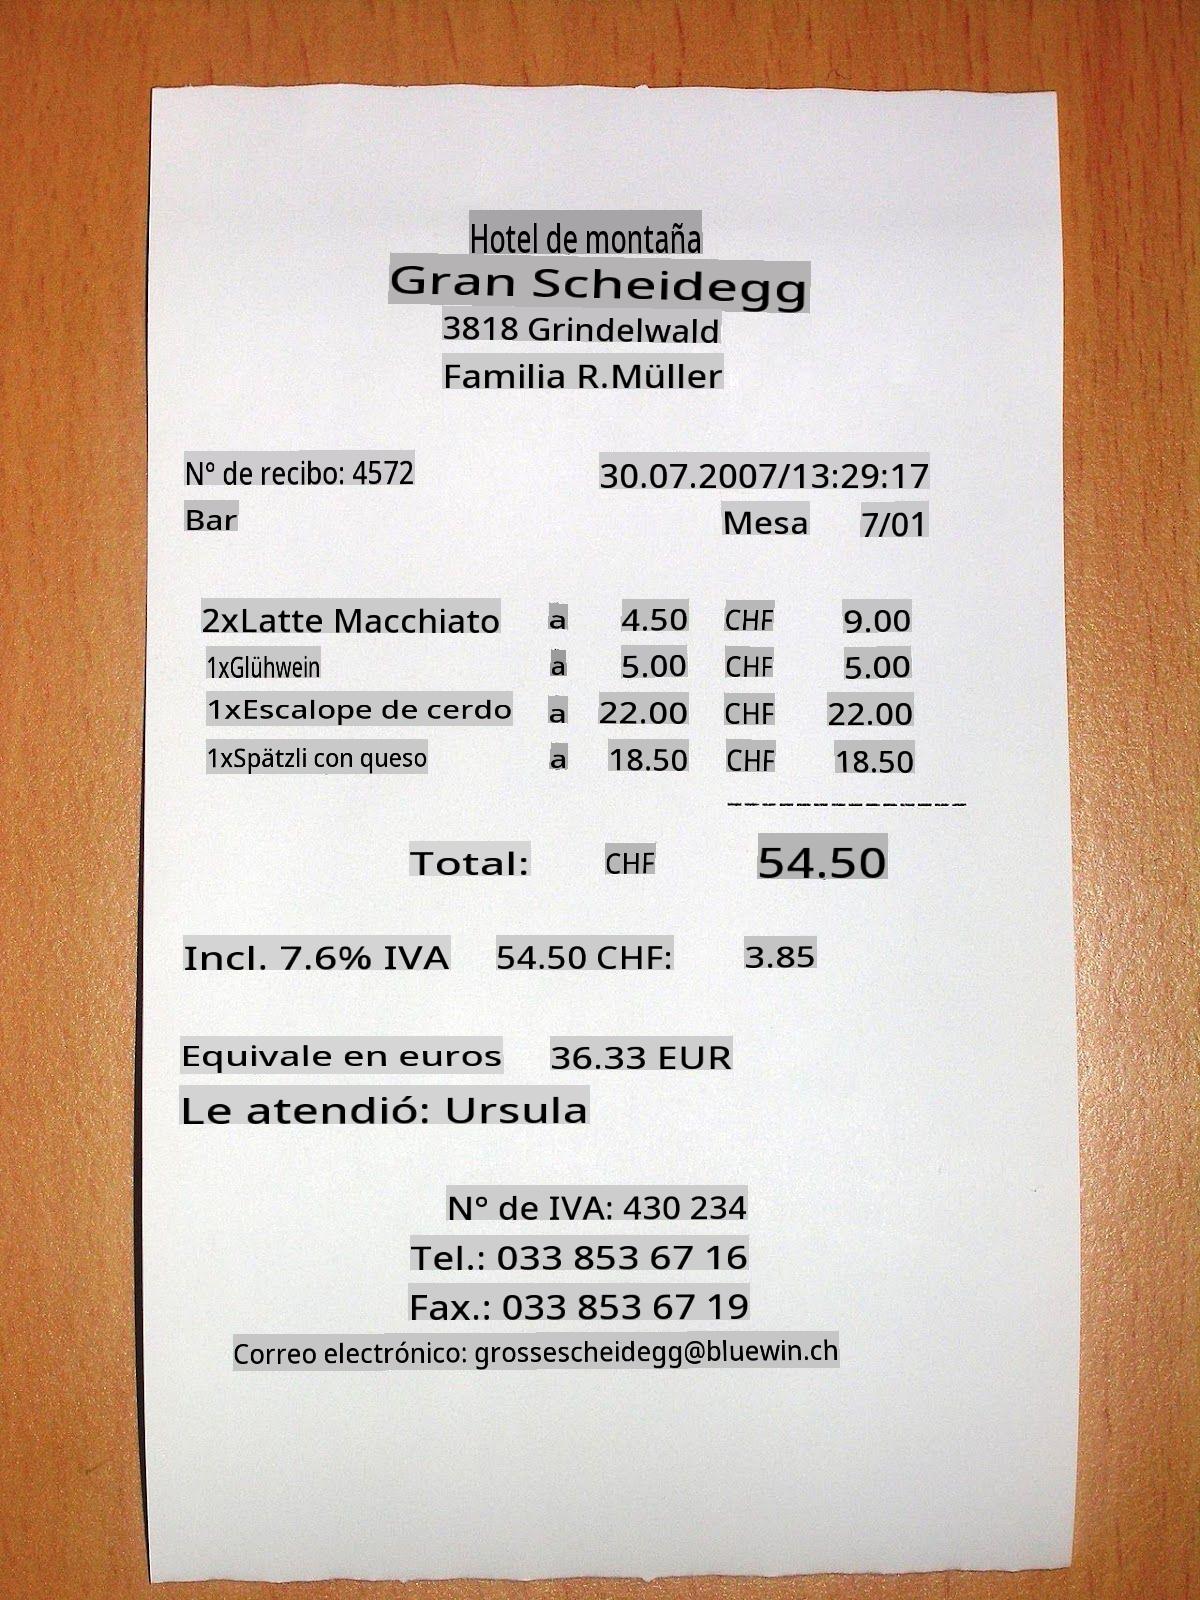 Hotel de montaña
Gran Scheidegg
3818 Grindelwald
Familia R.Müller
N° de recibo: 4572 30.07.2007/13:29:17
Bar Mesa 7/01
2xLatte Macchiato a 4.50 CHF 9.00
1xGlühwein a 5.00 CHF 5.00
1xEscalope de cerdo a 22.00 CHF 22.00
1xSpätzli con queso a 18.50 CHF 18.50
--------------
Total: CHF 54.50
Incl. 7.6% IVA 54.50 CHF: 3.85
Equivale en euros 36.33 EUR
Le atendió: Ursula
N° de IVA: 430 234
Tel.: 033 853 67 16
Fax.: 033 853 67 19
Correo electrónico: grossescheidegg@bluewin.ch